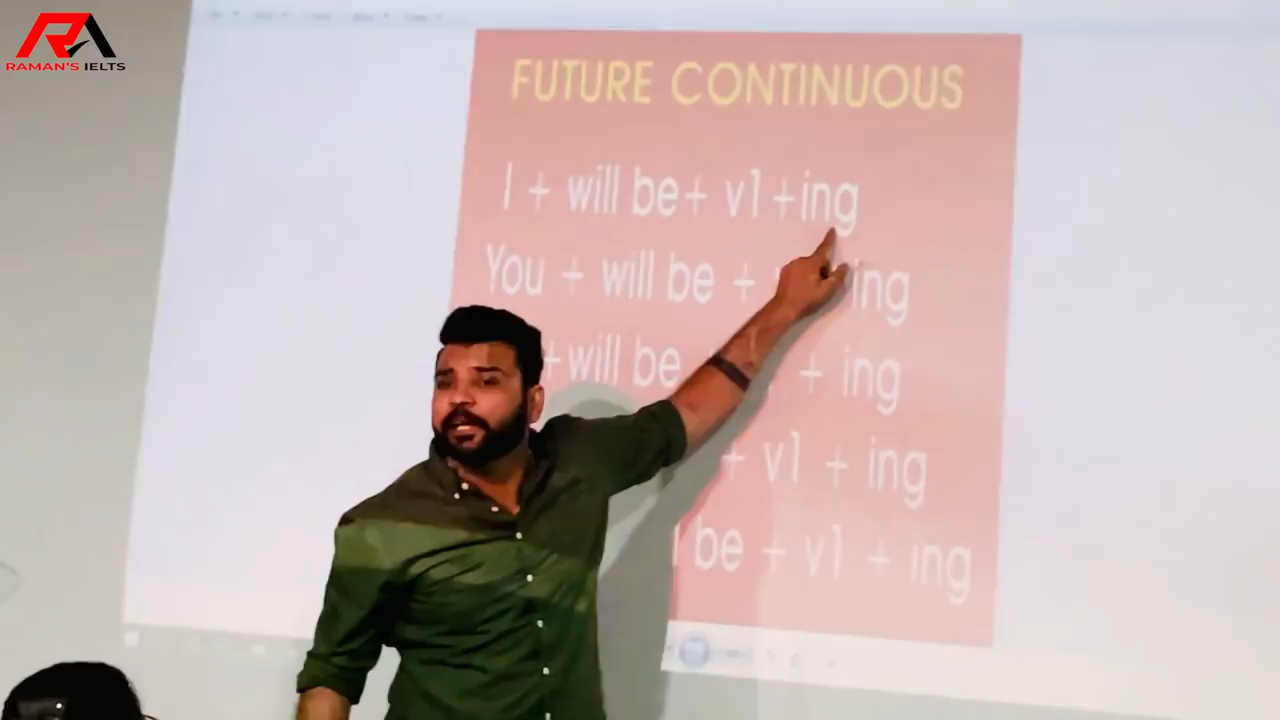 RAMAN'S IELTS
FUTURE CONTINUOUS
I + will be+ v1 +ing
You + will be + ing
+will be + ing
+ v1 + ing
be + v1 + ing